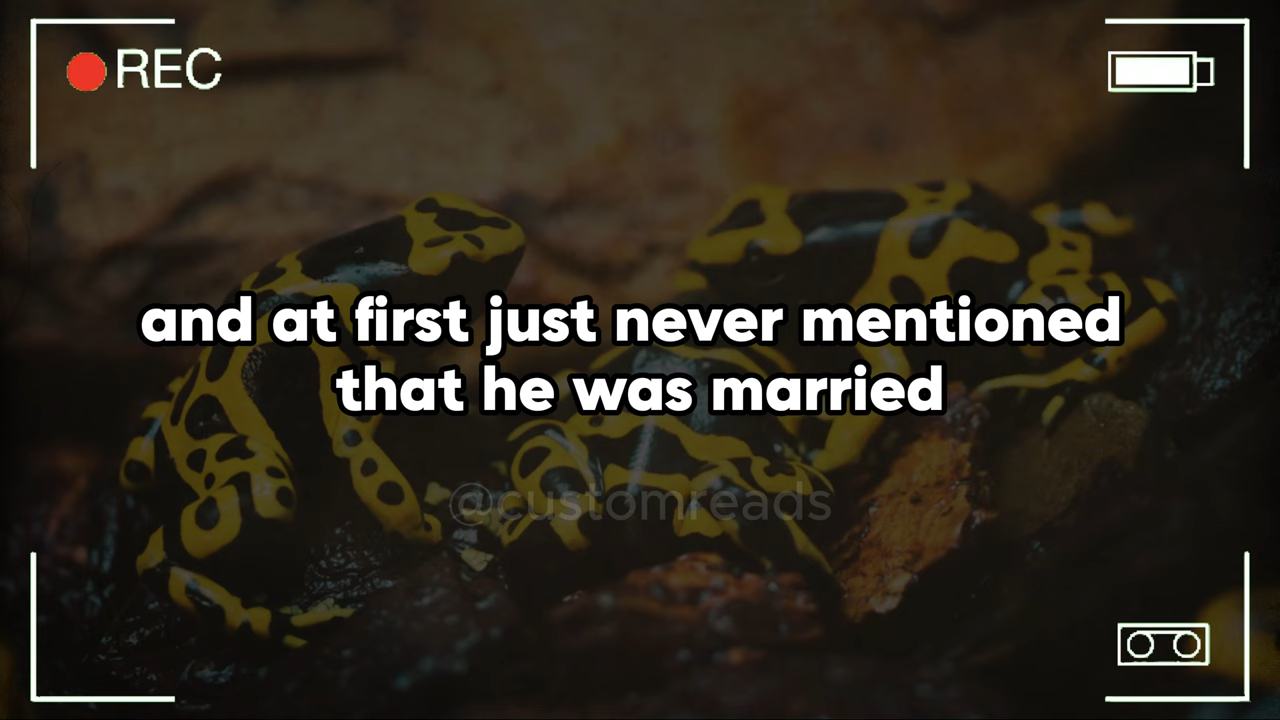 REC
and at first just never mentioned
that he was married
@customreads